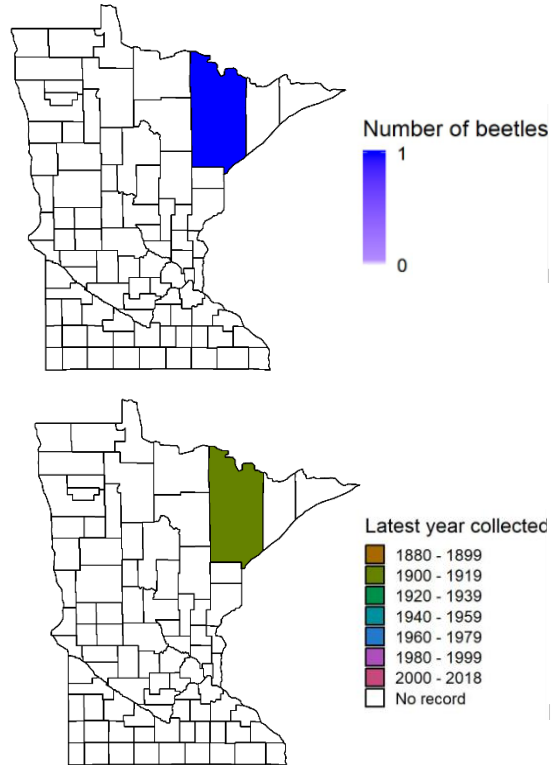 Number of beetles
1
0
Latest year collected
1880 - 1899
1900 - 1919
1920 - 1939
1940 - 1959
1960 - 1979
1980 - 1999
2000 - 2018
No record